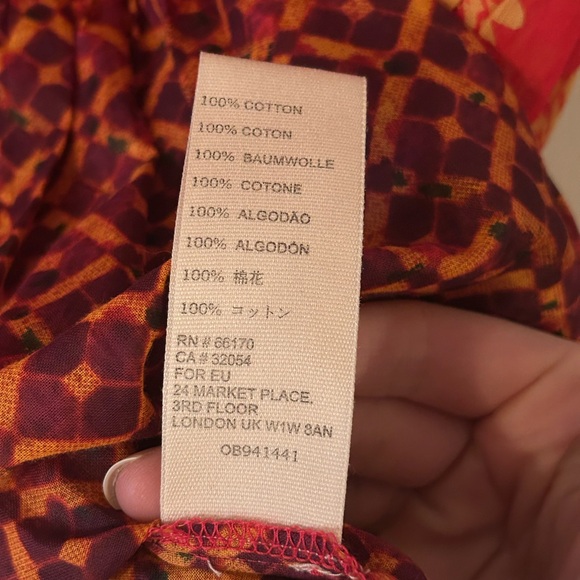 100% COTTON
100% COTON
100% BAUMWOLLE
100% COTONE
100% ALGODÃO
100% ALGODÓN
100% 棉花
100% コットン
RN # 66170
CA # 32054
FOR EU
24 MARKET PLACE,
3RD FLOOR
LONDON UK W1W 8AN
OB941441